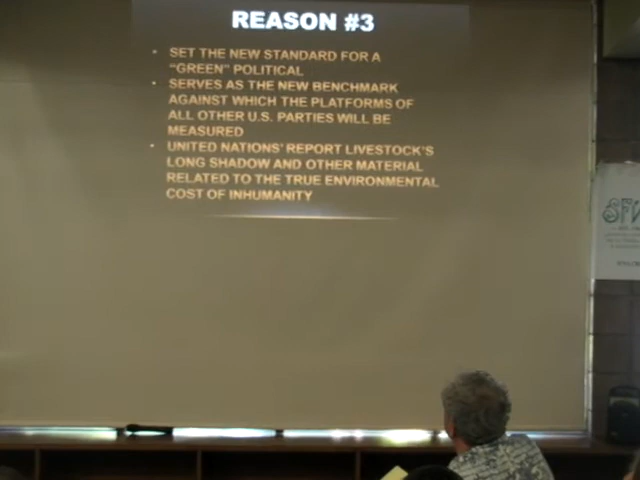 REASON #3
• SET THE NEW STANDARD FOR A
"GREEN" POLITICAL
• SERVES AS THE NEW BENCHMARK
AGAINST WHICH THE PLATFORMS OF
ALL OTHER U.S. PARTIES WILL BE
MEASURED
• UNITED NATIONS' REPORT LIVESTOCK'S
LONG SHADOW AND OTHER MATERIAL
RELATED TO THE TRUE ENVIRONMENTAL
COST OF INHUMANITY